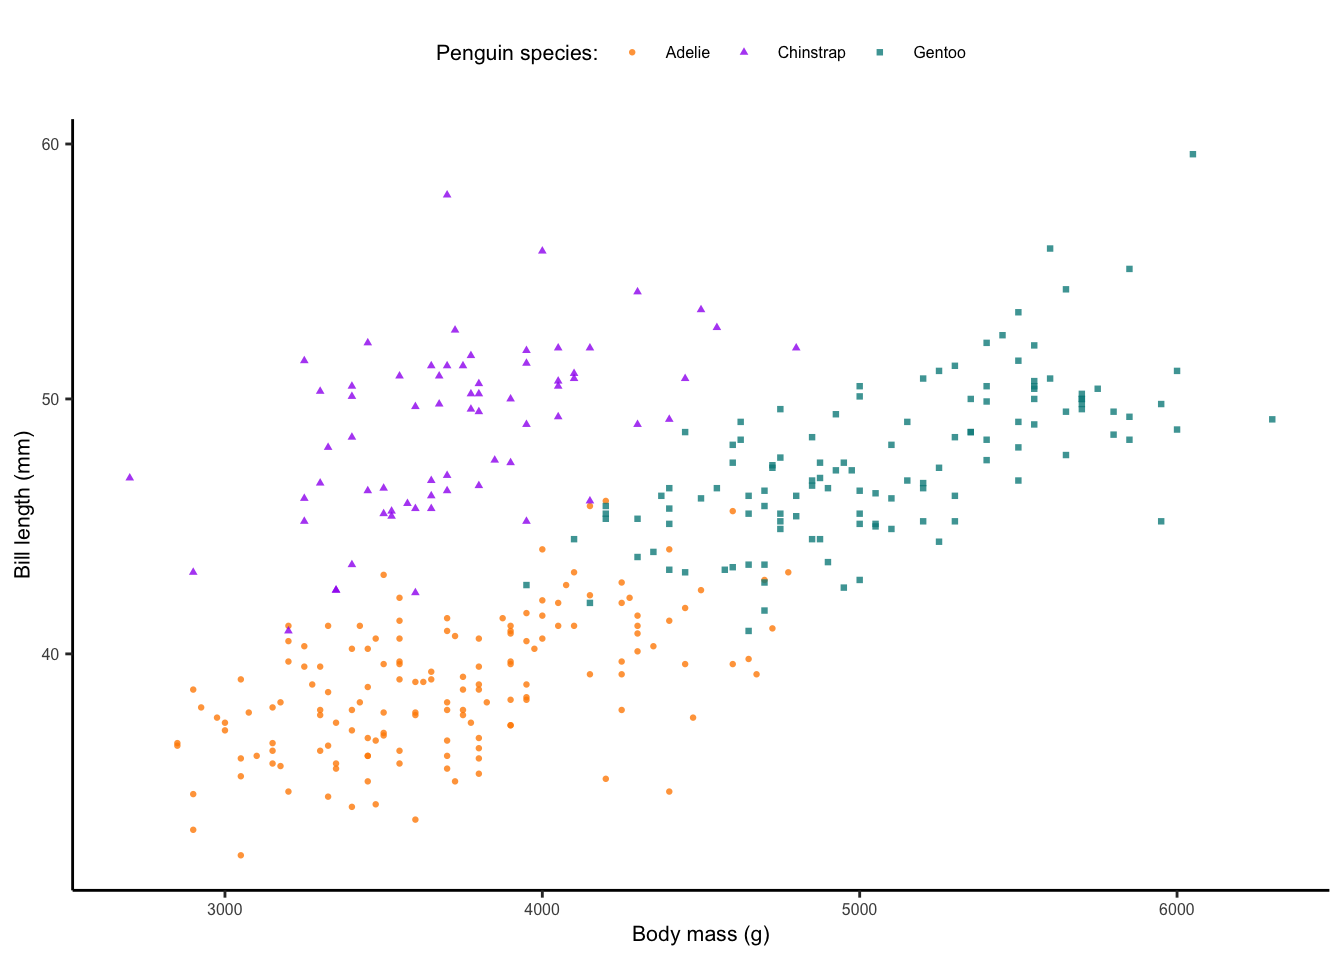 Penguin species: Adelie Chinstrap Gentoo
60
50
40
Bill length (mm)
3000 4000 5000 6000
Body mass (g)